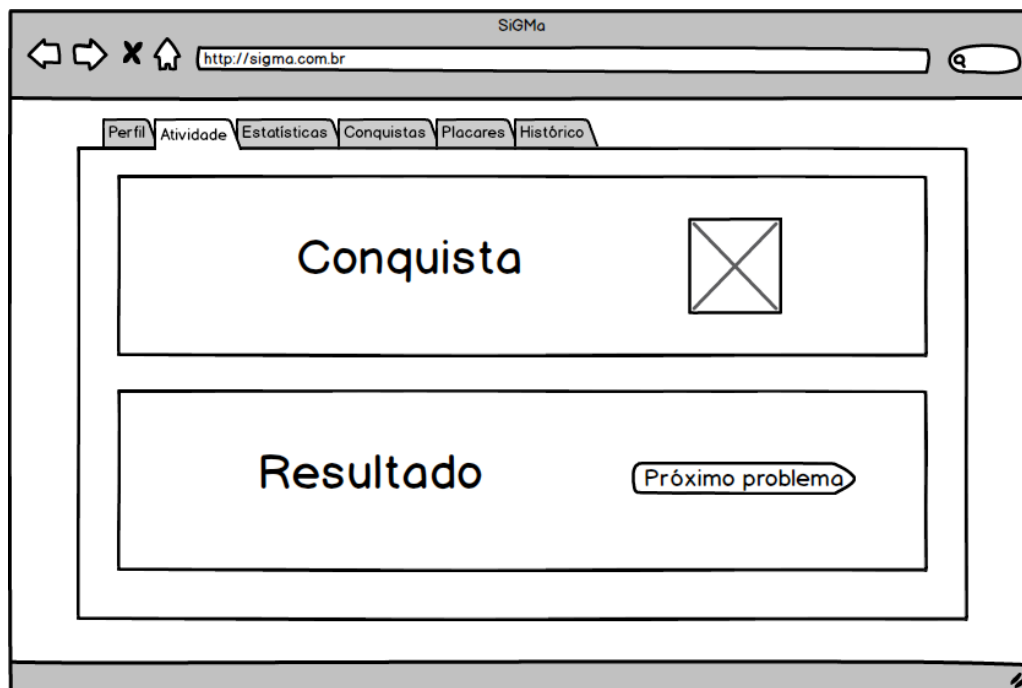 SiGMa
http://sigma.com.br
Perfil Atividade Estatísticas Conquistas Placares Histórico
Conquista
Resultado
Próximo problema